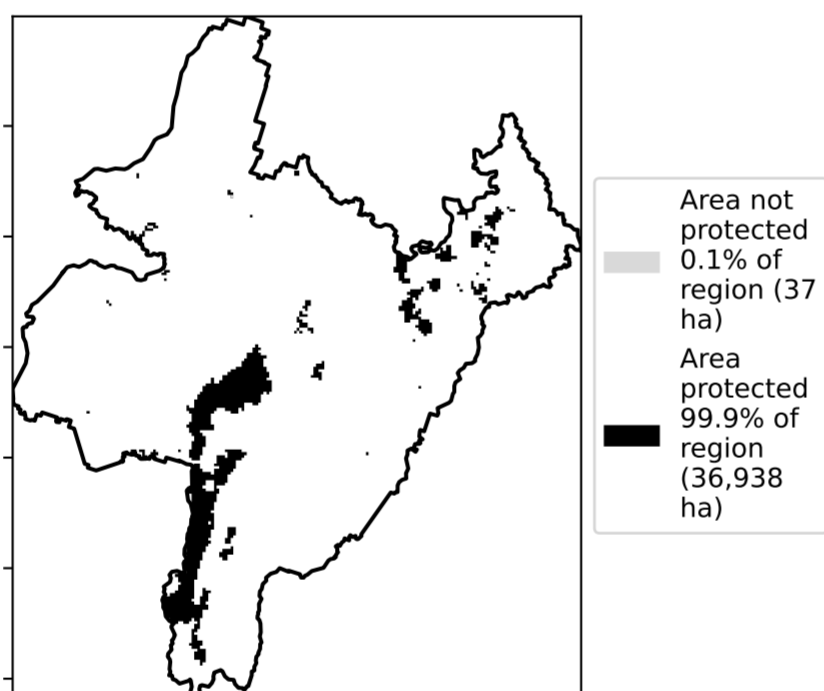 Area not
protected
0.1% of
region (37
ha)
Area
protected
99.9% of
region
(36,938
ha)